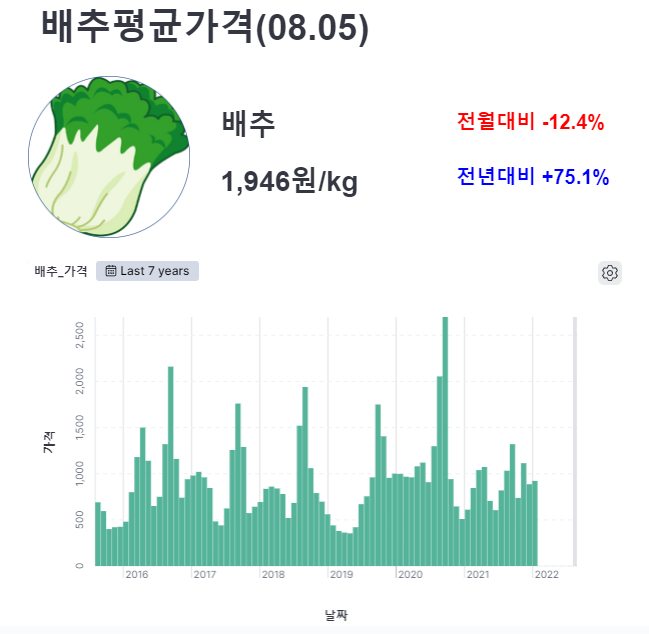 배추평균가격(08.05)
배추
전월대비 -12.4%
1,946원/kg
전년대비 +75.1%
배추_가격 Last 7 years
가격
2,500
2,000
1,500
1,000
500
0
2016 2017 2018 2019 2020 2021 2022
날짜